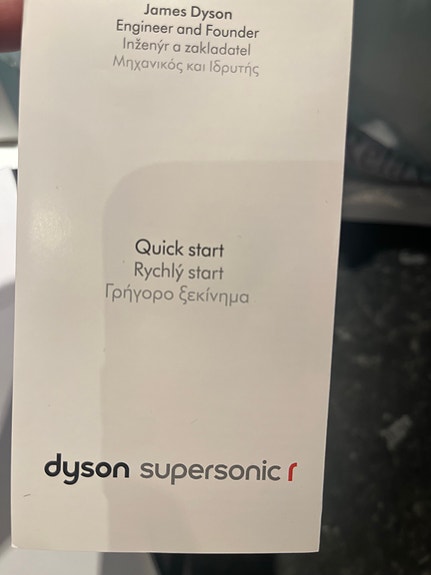 James Dyson
Engineer and Founder
Inženýr a zakladatel
Μηχανικός και Ιδρυτής
Quick start
Rychlý start
Γρήγορο ξεκίνημα
dyson supersonic r